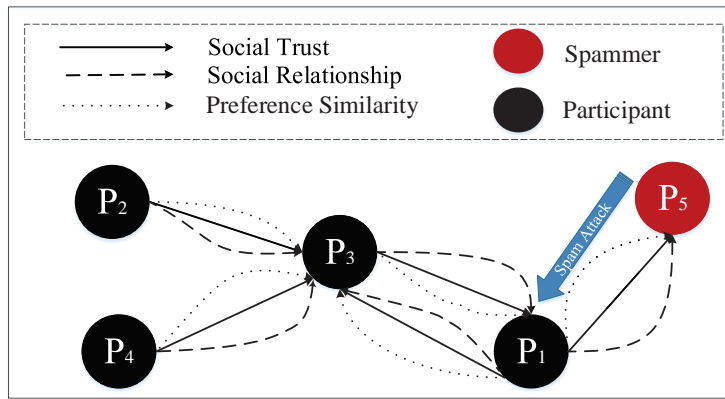 Social Trust
Social Relationship
Preference Similarity
Spammer
Participant
P2
P5
Spam Attack
P3
P4
P1